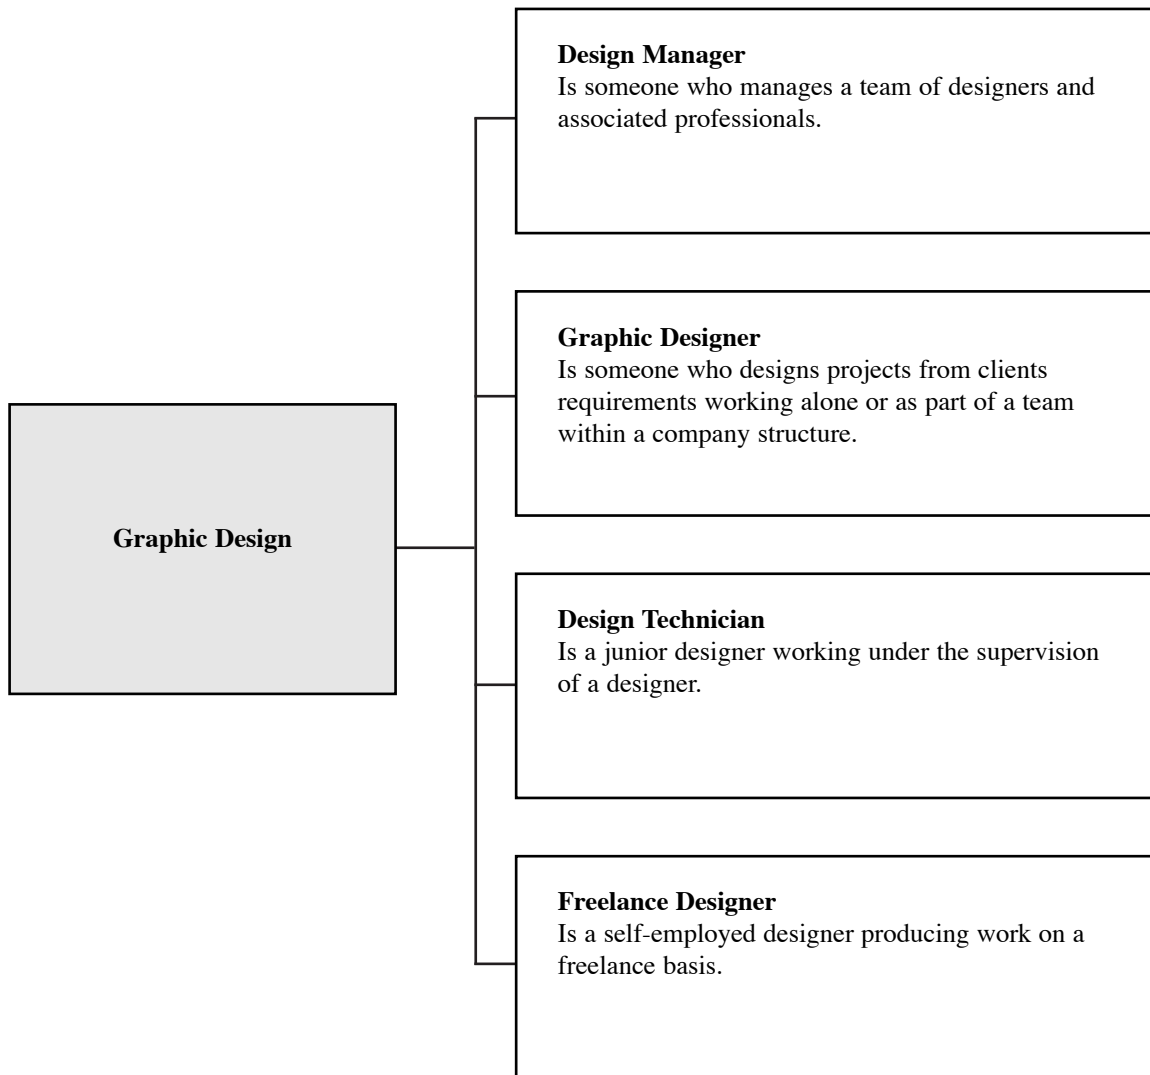 Design Manager
Is someone who manages a team of designers and
associated professionals.
Graphic Designer
Is someone who designs projects from clients
requirements working alone or as part of a team
within a company structure.
Graphic Design
Design Technician
Is a junior designer working under the supervision
of a designer.
Freelance Designer
Is a self-employed designer producing work on a
freelance basis.